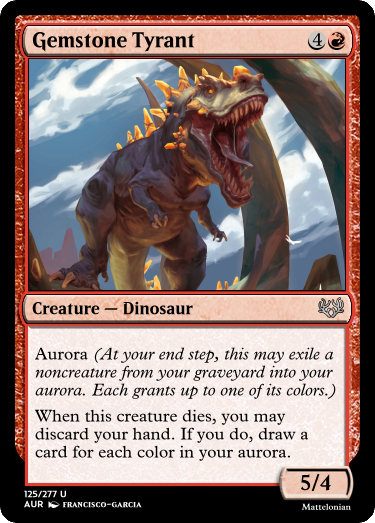 Gemstone Tyrant 4
Creature — Dinosaur
Aurora (At your end step, this may exile a
noncreature from your graveyard into your
aurora. Each grants up to one of its colors.)
When this creature dies, you may
discard your hand. If you do, draw a
card for each color in your aurora.
5/4
125/277 U
AUR FRANCISCO-GARCIA
Mattelonian